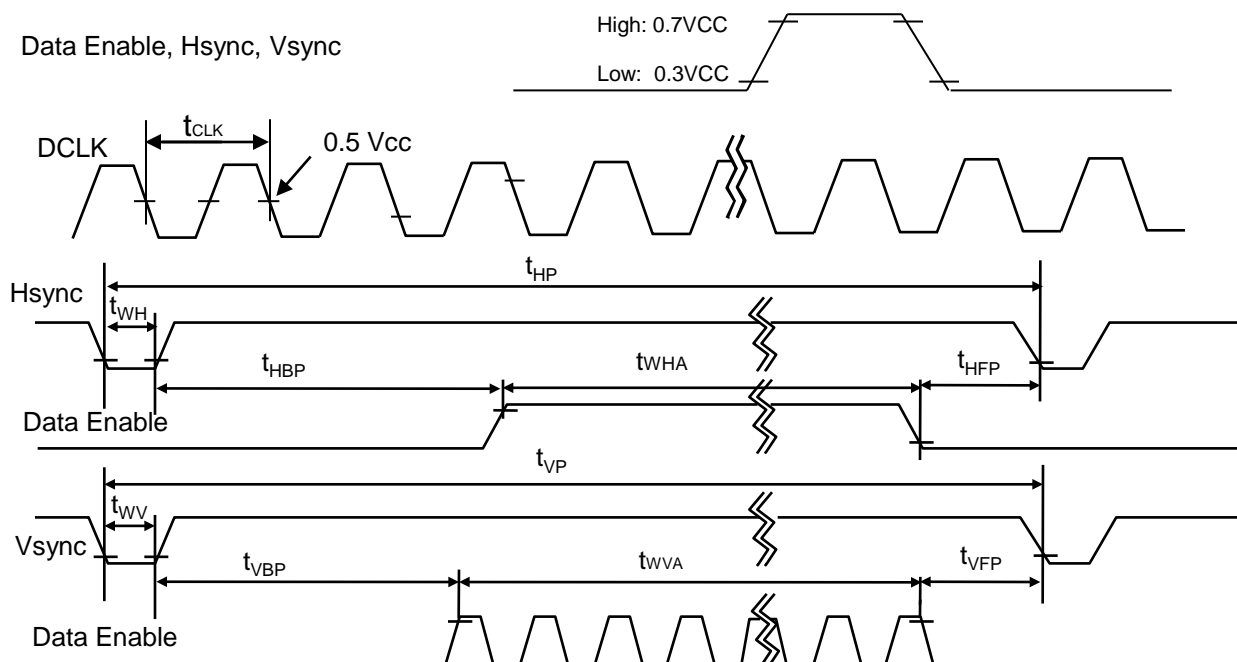 High: 0.7VCC
Data Enable, Hsync, Vsync
Low: 0.3VCC
tCLK
0.5 Vcc
DCLK
tHP
Hsync
tWH
tHBP
tWHA
tHFP
Data Enable
tVP
tWV
Vsync
tVBP
tWVA
tVFP
Data Enable